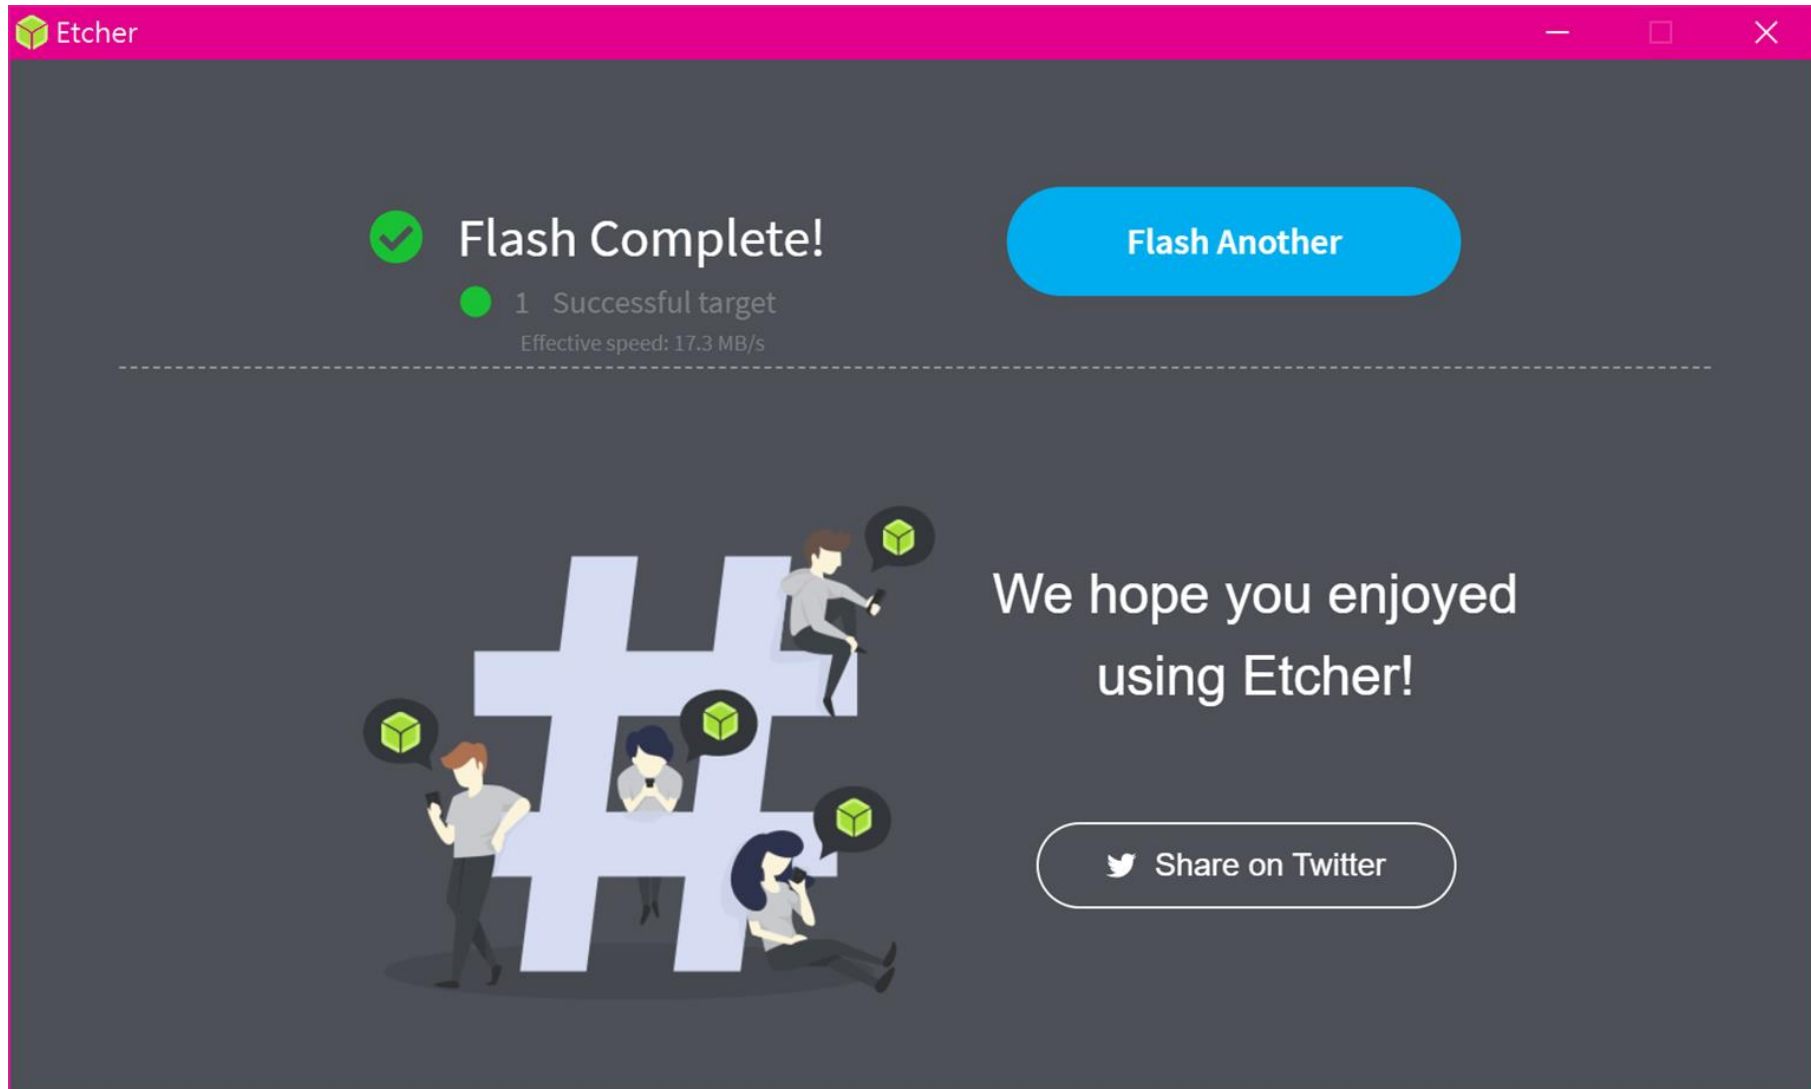 Etcher
Flash Complete!
1 Successful target
Effective speed: 17.3 MB/s
Flash Another
We hope you enjoyed
using Etcher!
Share on Twitter